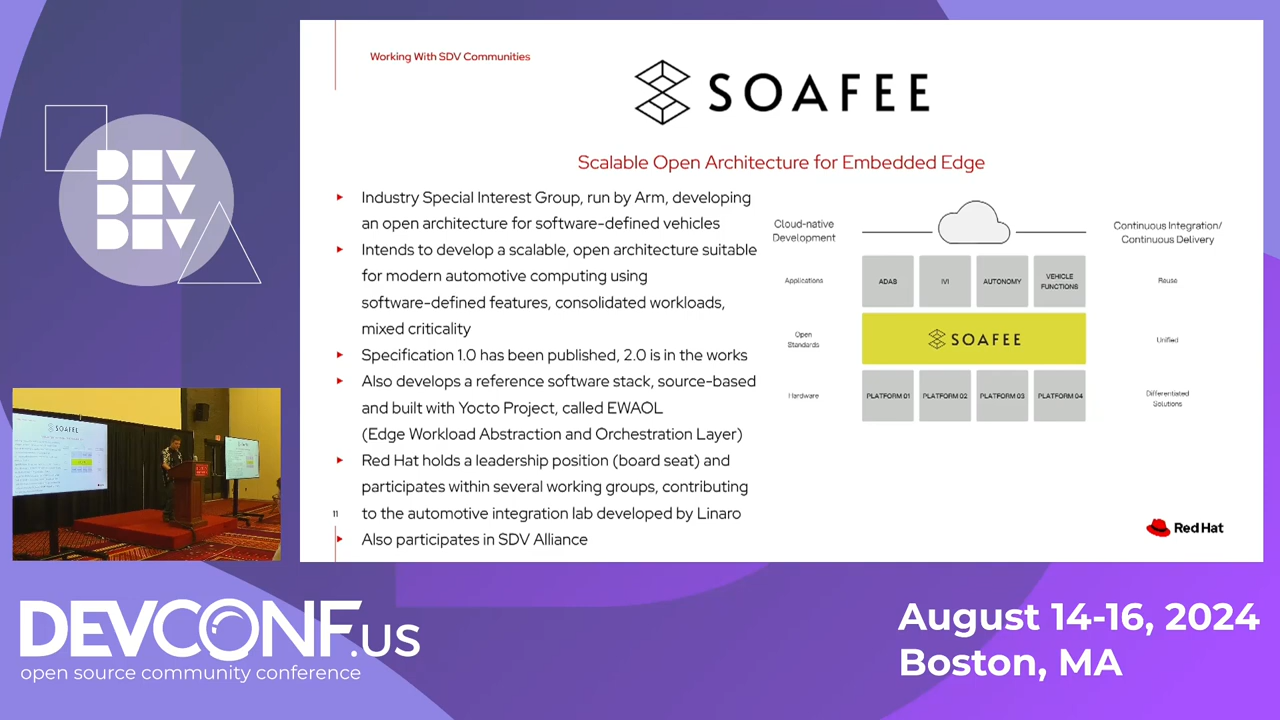 Working With SDV Communities
SOAFEE
Scalable Open Architecture for Embedded Edge
► Industry Special Interest Group, run by Arm, developing
an open architecture for software-defined vehicles
► Intends to develop a scalable, open architecture suitable
for modern automotive computing using
software-defined features, consolidated workloads,
mixed criticality
► Specification 1.0 has been published, 2.0 is in the works
► Also develops a reference software stack, source-based
and built with Yocto Project, called EWAOL
(Edge Workload Abstraction and Orchestration Layer)
► Red Hat holds a leadership position (board seat) and
participates within several working groups, contributing
to the automotive integration lab developed by Linaro
► Also participates in SDV Alliance
11
Cloud-native
Development
Continuous Integration/
Continuous Delivery
Applications
ADAS
IVI
AUTONOMY
VEHICLE
FUNCTIONS
Reuse
Open
Standards
SOAFEE
Unified
Hardware
PLATFORM 01
PLATFORM 02
PLATFORM 03
PLATFORM 04
Differentiated
Solutions
Red Hat
DEV
DEV
DEV
SOAFEE
DEVCONF.US
open source community conference
August 14-16, 2024
Boston, MA